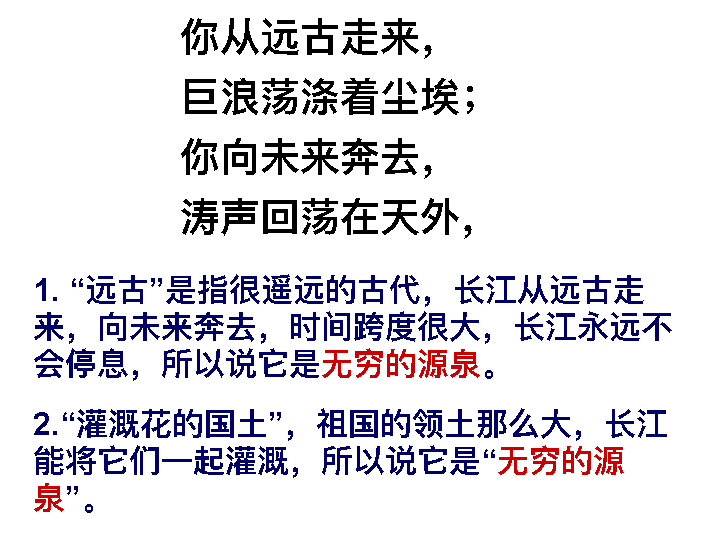 你从远古走来，
巨浪荡涤着尘埃；
你向未来奔去，
涛声回荡在天外，
1. “远古”是指很遥远的古代，长江从远古走
来，向未来奔去，时间跨度很大，长江永远不
会停息，所以说它是无穷的源泉。
2.“灌溉花的国土”，祖国的领土那么大，长江
能将它们一起灌溉，所以说它是“无穷的源
泉”。